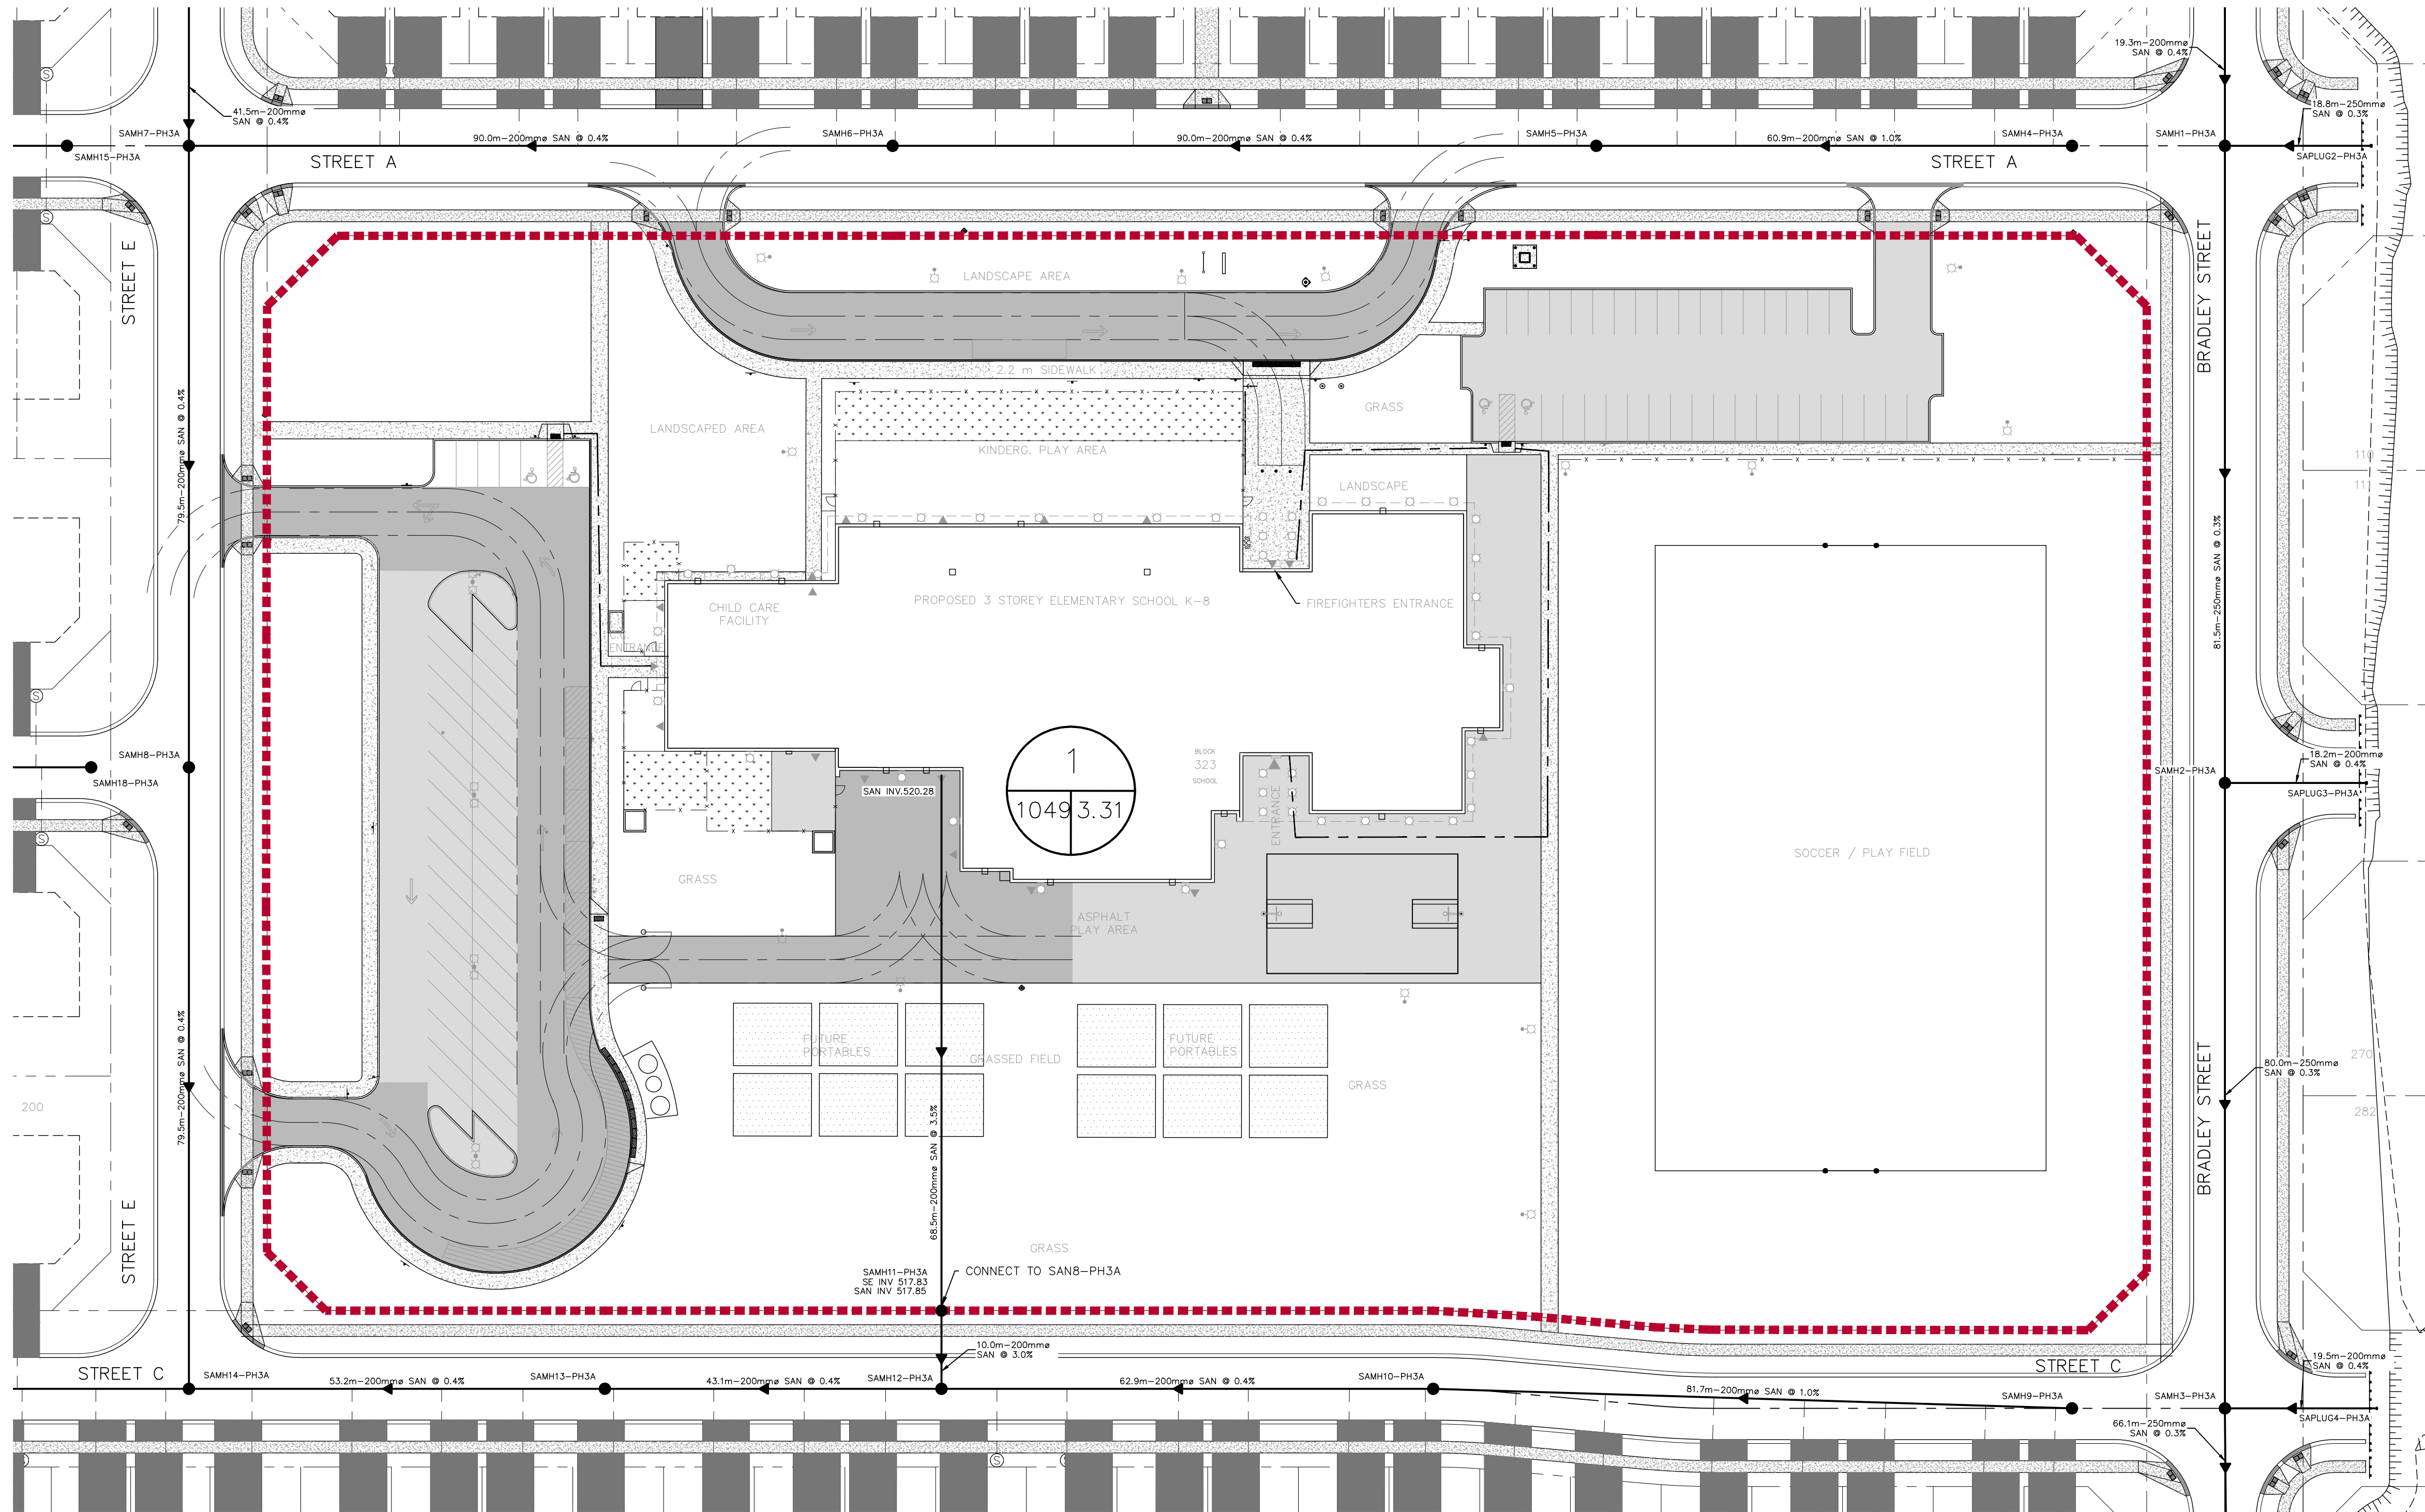 19.3m-200mmø
SAN @ 0.4%
18.8m-250mmø
SAN @ 0.3%
41.5m-200mmø
SAN @ 0.4%
SAMH7-PH3A
SAMH15-PH3A
90.0m-200mmø SAN @ 0.4%
SAMH6-PH3A
90.0m-200mmø SAN @ 0.4%
SAMH5-PH3A
60.9m-200mmø SAN @ 1.0%
SAMH4-PH3A
SAMH1-PH3A
SAPLUG2-PH3A
STREET A
STREET A
STREET E
BRADLEY STREET
LANDSCAPE AREA
2.2 m SIDEWALK
GRASS
LANDSCAPED AREA
KINDERG. PLAY AREA
LANDSCAPE
79.5m-200mmø SAN @ 0.4%
81.5m-250mmø SAN @ 0.3%
110
111
CHILD CARE
FACILITY
PROPOSED 3 STOREY ELEMENTARY SCHOOL K-8
FIREFIGHTERS ENTRANCE
ENTRANCE
SAMH8-PH3A
SAMH18-PH3A
1
1049
3.31
BLOCK
323
SCHOOL
SAN INV.520.28
ENTRANCE
SAMH2-PH3A
18.2m-200mmø
SAN @ 0.4%
SAPLUG3-PH3A
SOCCER / PLAY FIELD
GRASS
ASPHALT
PLAY AREA
FUTURE
PORTABLES
GRASSED FIELD
FUTURE
PORTABLES
GRASS
200
79.5m-200mmø SAN @ 0.4%
68.5m-200mmø SAN @ 3.5%
BRADLEY STREET
80.0m-250mmø
SAN @ 0.3%
270
282
STREET E
GRASS
SAMH11-PH3A
SE INV 517.83
SAN INV 517.85
CONNECT TO SAN8-PH3A
10.0m-200mmø
SAN @ 3.0%
STREET C
STREET C
SAMH14-PH3A
53.2m-200mmø SAN @ 0.4%
SAMH13-PH3A
43.1m-200mmø SAN @ 0.4%
SAMH12-PH3A
62.9m-200mmø SAN @ 0.4%
SAMH10-PH3A
81.7m-200mmø SAN @ 1.0%
SAMH9-PH3A
SAMH3-PH3A
19.5m-200mmø
SAN @ 0.4%
SAPLUG4-PH3A
66.1m-250mmø
SAN @ 0.3%
S
S
S
S
S